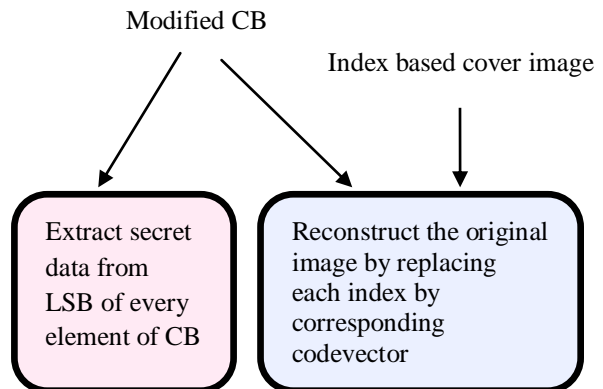 Modified CB
Index based cover image
Extract secret
data from
LSB of every
element of CB
Reconstruct the original
image by replacing
each index by
corresponding
codevector